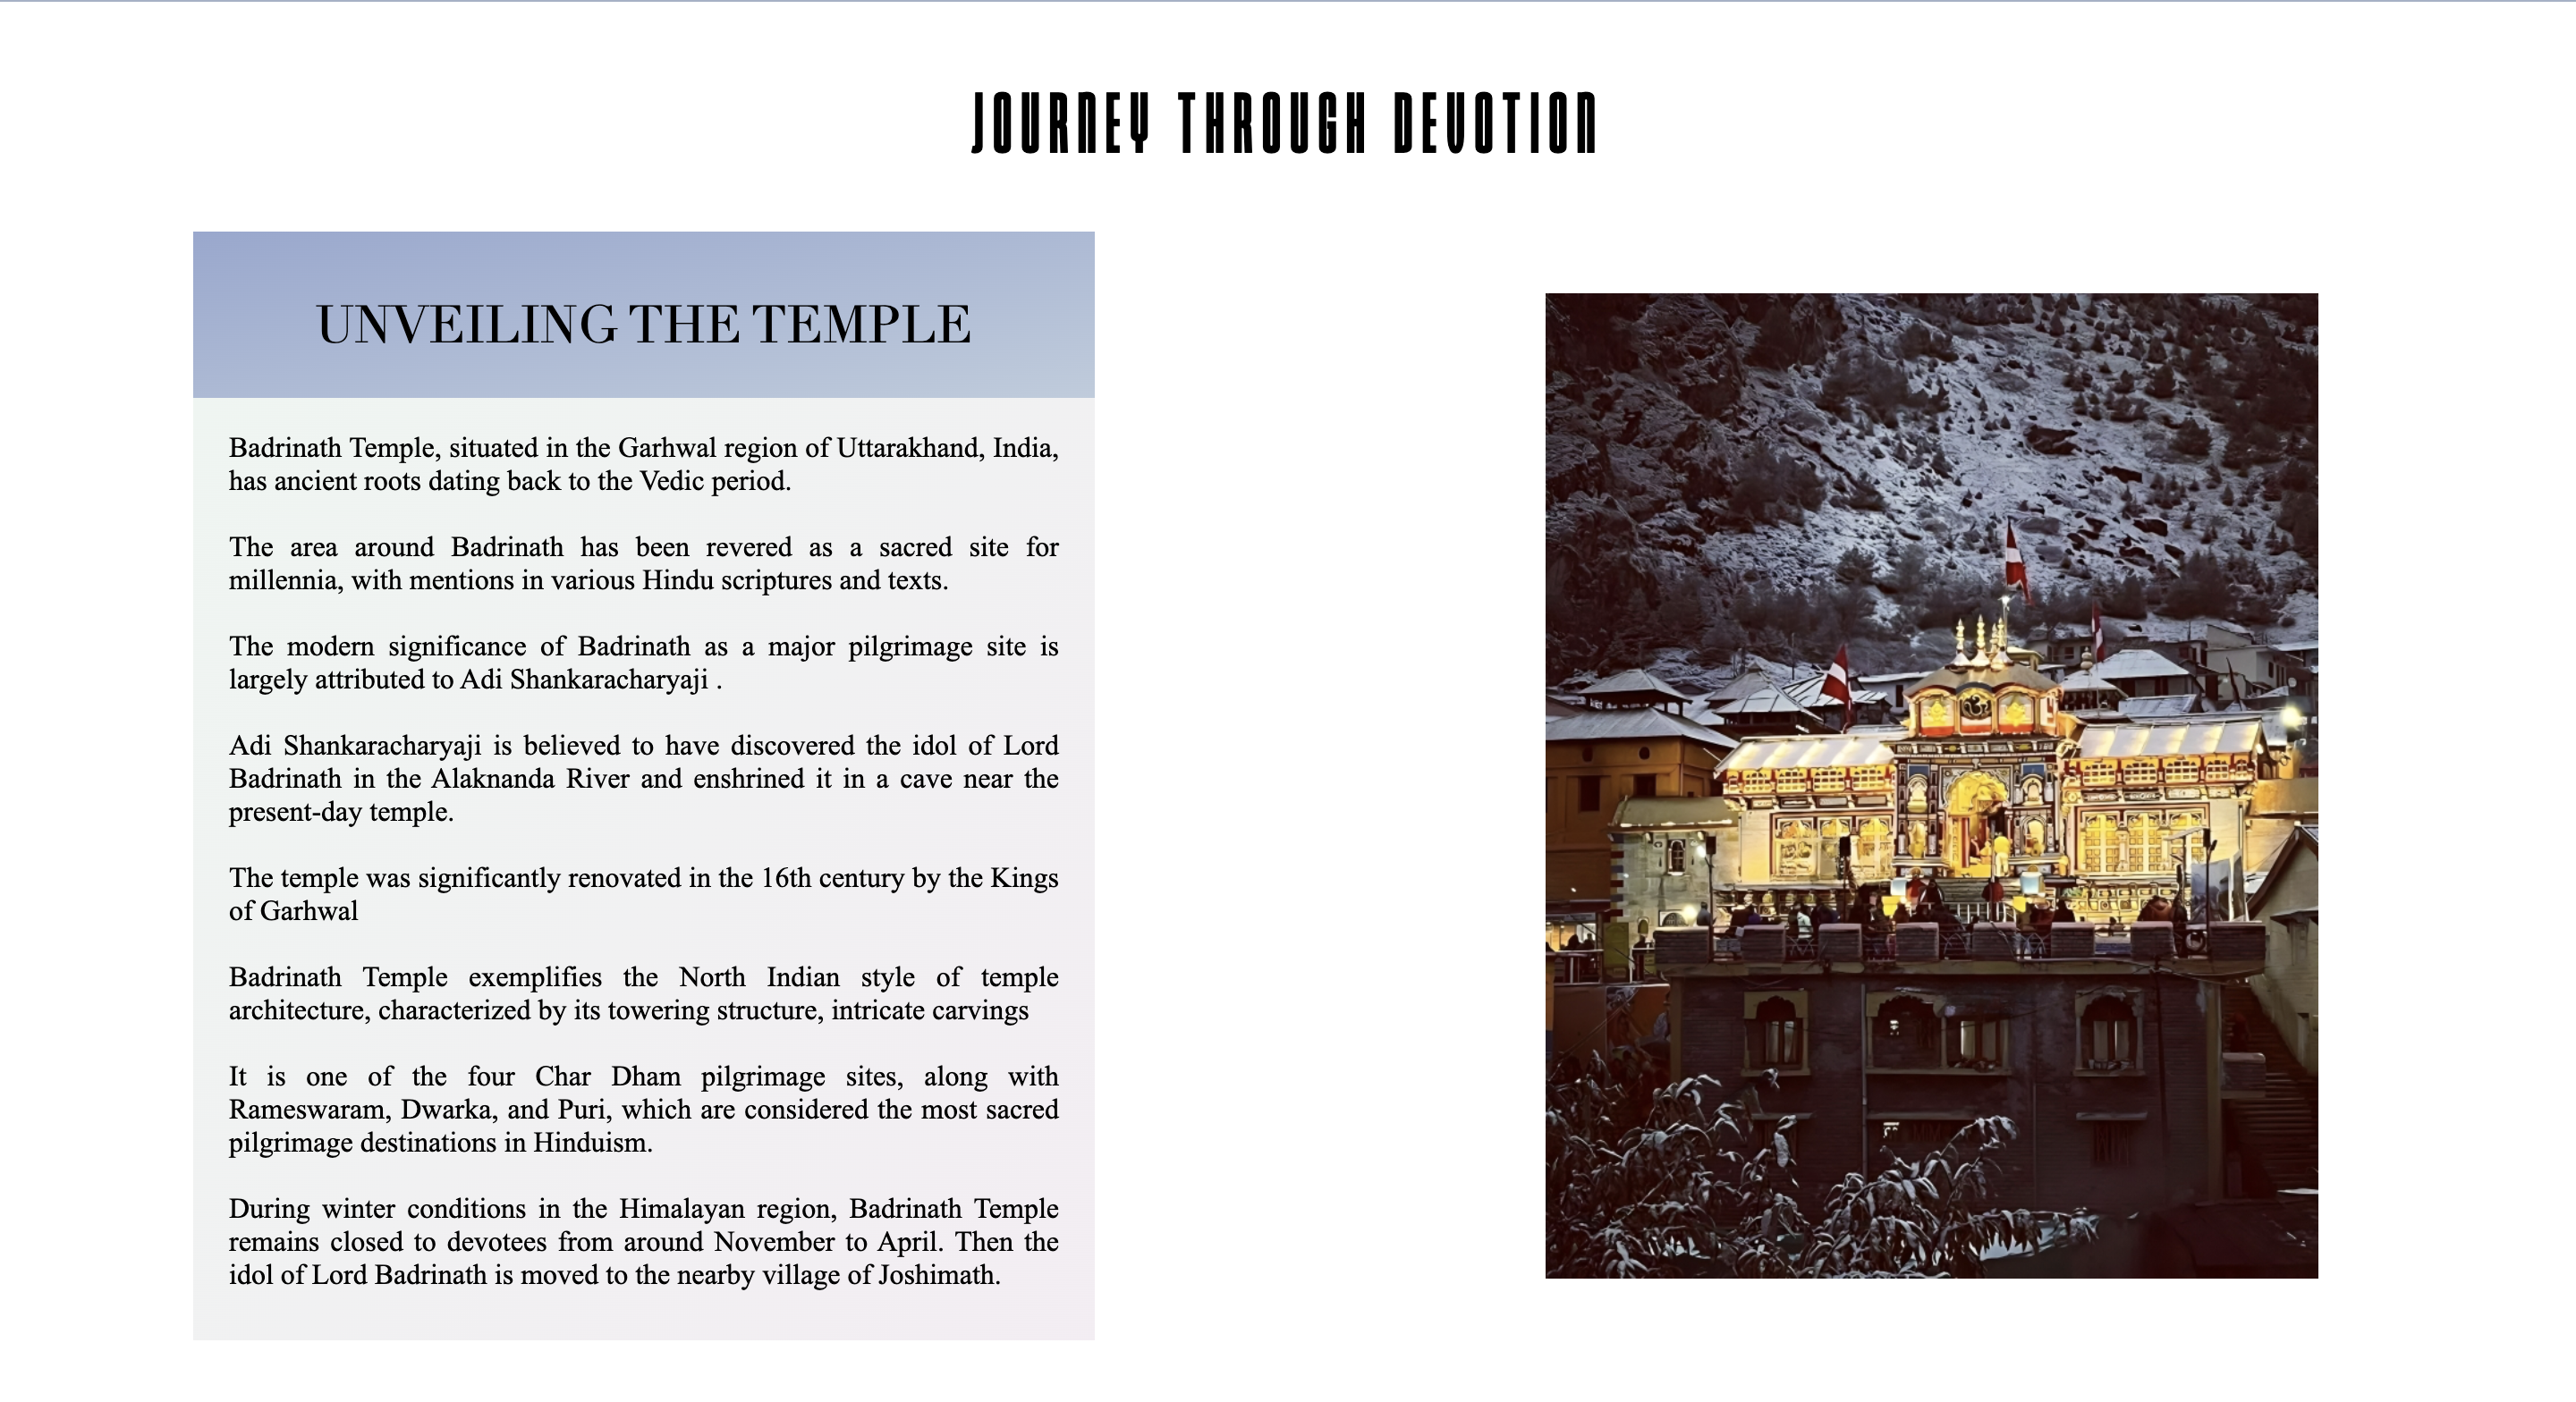 JOURNEY THROUGH DEVOTION
UNVEILING THE TEMPLE
Badrinath Temple, situated in the Garhwal region of Uttarakhand, India,
has ancient roots dating back to the Vedic period.
The area around Badrinath has been revered as a sacred site for
millennia, with mentions in various Hindu scriptures and texts.
The modern significance of Badrinath as a major pilgrimage site is
largely attributed to Adi Shankaracharyaji .
Adi Shankaracharyaji is believed to have discovered the idol of Lord
Badrinath in the Alaknanda River and enshrined it in a cave near the
present-day temple.
The temple was significantly renovated in the 16th century by the Kings
of Garhwal
Badrinath Temple exemplifies the North Indian style of temple
architecture, characterized by its towering structure, intricate carvings
It is one of the four Char Dham pilgrimage sites, along with
Rameswaram, Dwarka, and Puri, which are considered the most sacred
pilgrimage destinations in Hinduism.
During winter conditions in the Himalayan region, Badrinath Temple
remains closed to devotees from around November to April. Then the
idol of Lord Badrinath is moved to the nearby village of Joshimath.